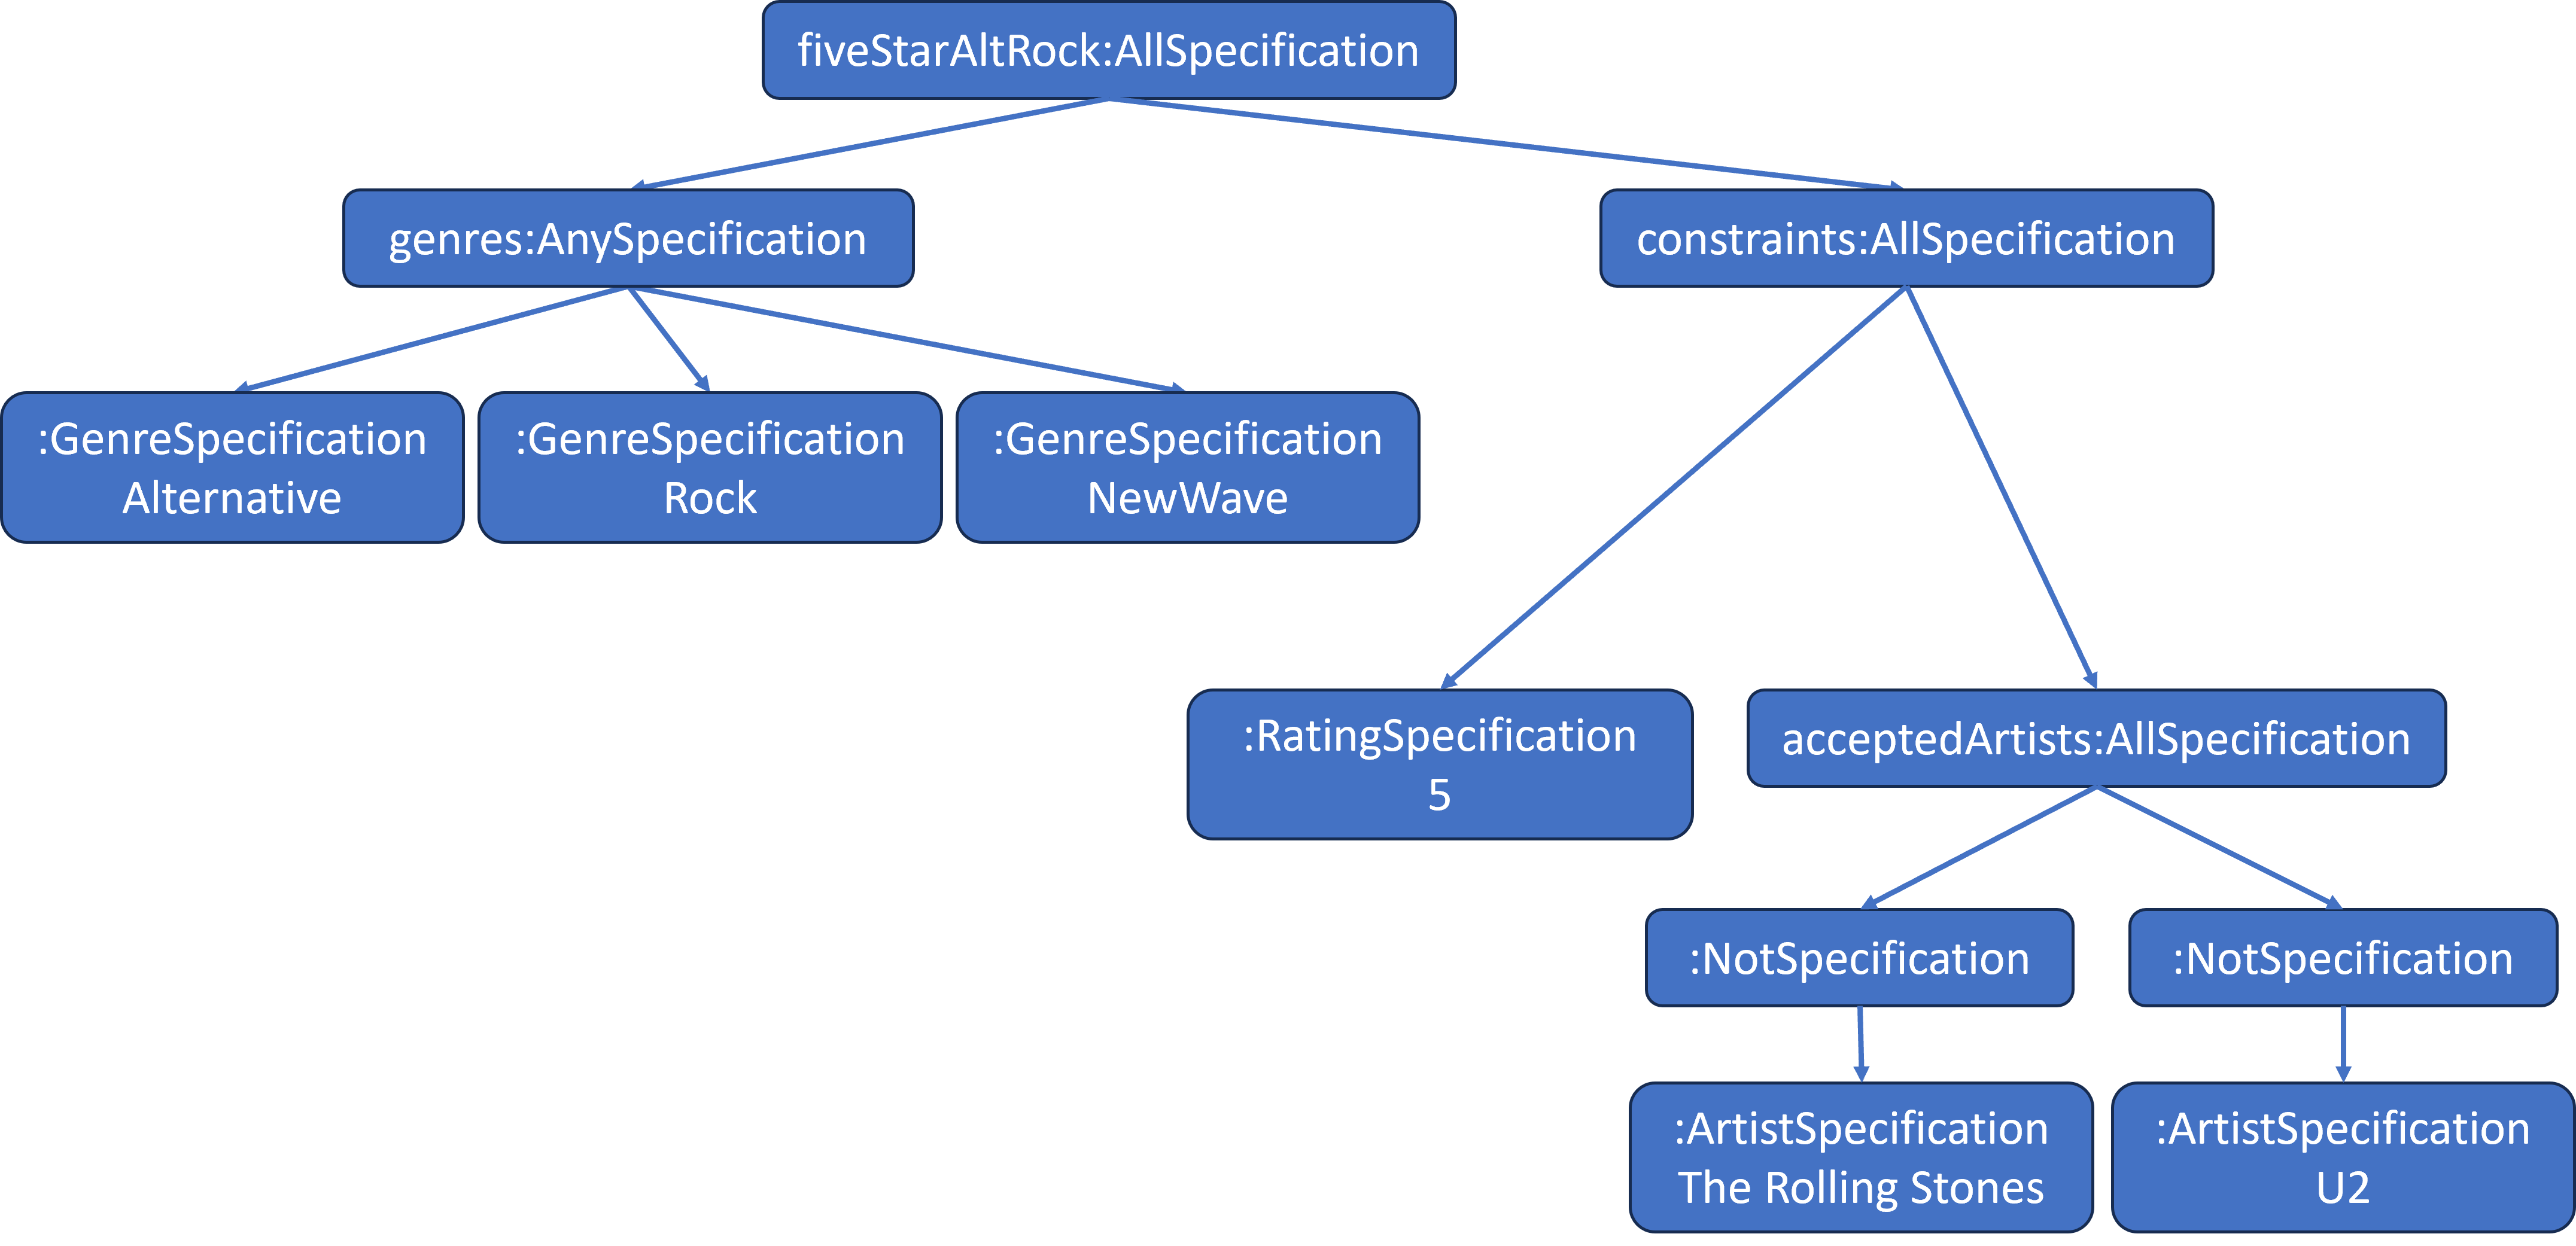 fiveStarAltRock:AllSpecification
genres:AnySpecification
constraints:AllSpecification
:GenreSpecification
Alternative
:GenreSpecification
Rock
:GenreSpecification
NewWave
:RatingSpecification
5
acceptedArtists:AllSpecification
:NotSpecification
:NotSpecification
:ArtistSpecification
The Rolling Stones
:ArtistSpecification
U2